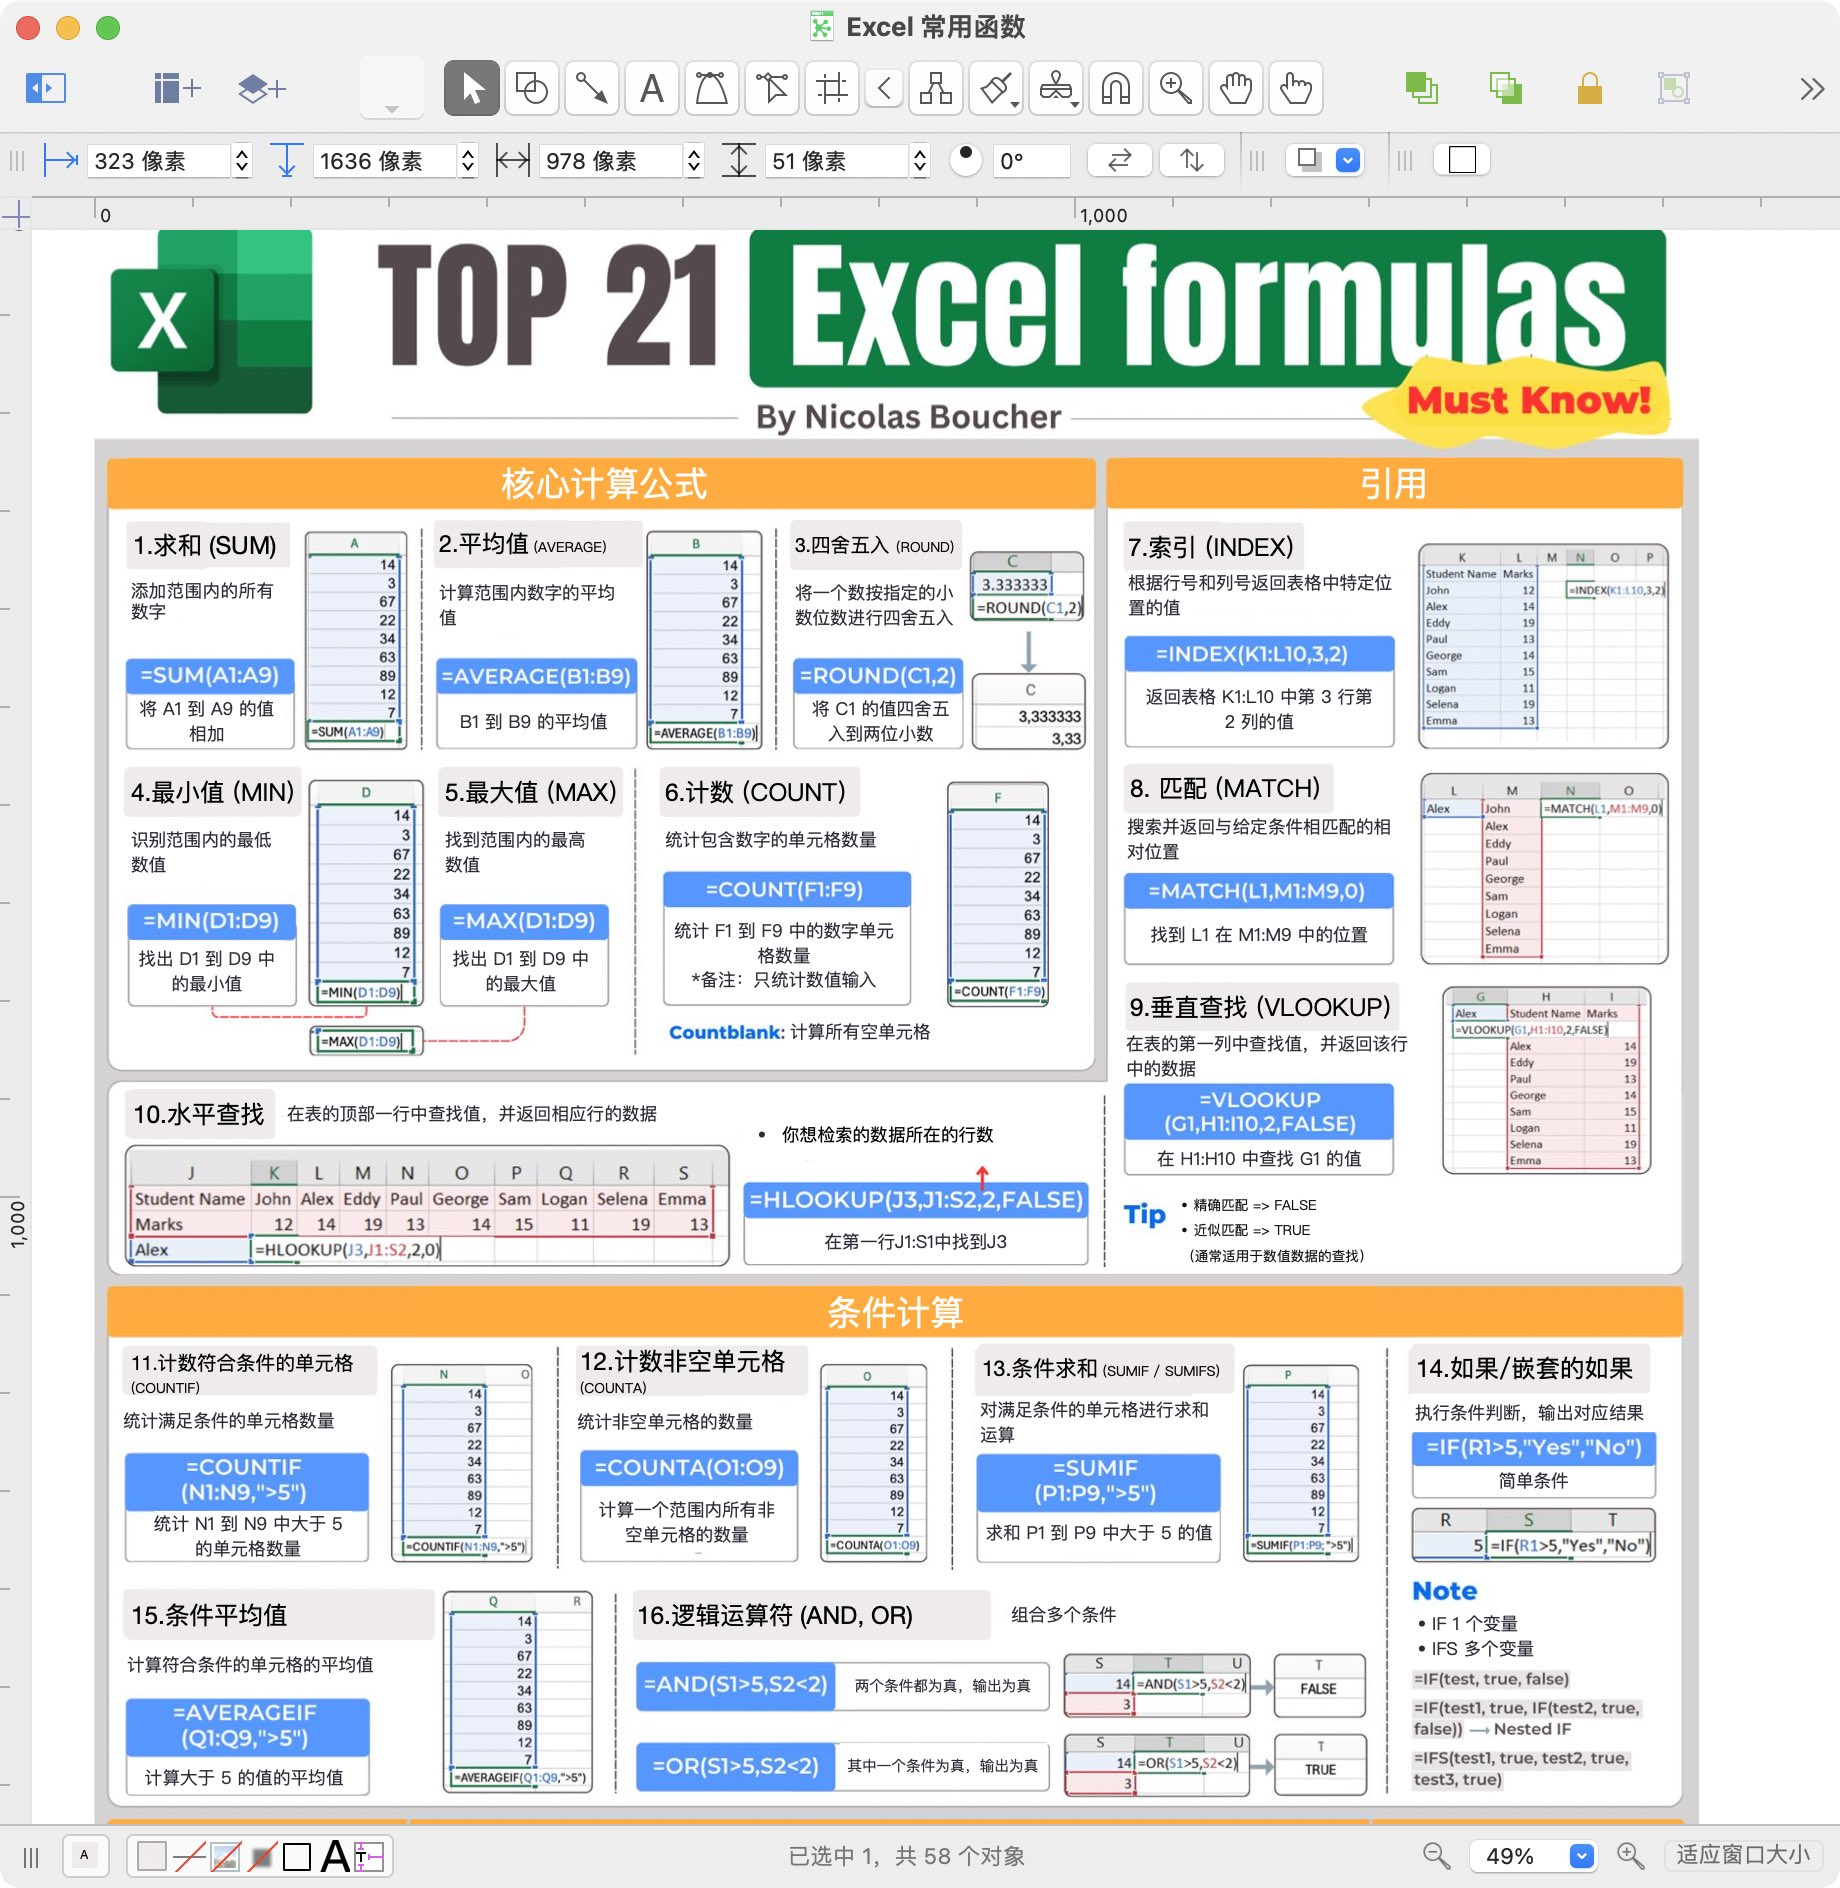 Excel 常用函数
323 像素
1636 像素
978 像素
51 像素
0°
0
1,000
1,000
X
TOP 21 Excel formulas
Must Know!
By Nicolas Boucher
核心计算公式
1.求和 (SUM)
添加范围内的所有
数字
=SUM(A1:A9)
将 A1 到 A9 的值
相加
A
14
3
67
22
34
63
89
12
7
=SUM(A1:A9)
2.平均值 (AVERAGE)
计算范围内数字的平均
值
=AVERAGE(B1:B9)
B1 到 B9 的平均值
B
14
3
67
22
34
63
89
12
7
=AVERAGE(B1:B9)
3.四舍五入 (ROUND)
将一个数按指定的小
数位数进行四舍五入
=ROUND(C1,2)
将 C1 的值四舍五
入到两位小数
C
3.333333
=ROUND(C1,2)
C
3,333333
3,33
4.最小值 (MIN)
识别范围内的最低
数值
=MIN(D1:D9)
找出 D1 到 D9 中
的最小值
D
14
3
67
22
34
63
89
12
7
=MIN(D1:D9)
=MAX(D1:D9)
5.最大值 (MAX)
找到范围内的最高
数值
=MAX(D1:D9)
找出 D1 到 D9 中
的最大值
6.计数 (COUNT)
统计包含数字的单元格数量
=COUNT(F1:F9)
统计 F1 到 F9 中的数字单元
格数量
*备注：只统计数值输入
Countblank: 计算所有空单元格
F
14
3
67
22
34
63
89
12
7
=COUNT(F1:F9)
引用
7.索引 (INDEX)
根据行号和列号返回表格中特定位
置的值
=INDEX(K1:L10,3,2)
返回表格 K1:L10 中第 3 行第
2 列的值
K L M N O P
Student Name Marks
John 12 =INDEX(K1:L10,3,2)
Alex 14
Eddy 19
Paul 13
George 14
Sam 15
Logan 11
Selena 19
Emma 13
8. 匹配 (MATCH)
搜索并返回与给定条件相匹配的相
对位置
=MATCH(L1,M1:M9,0)
找到 L1 在 M1:M9 中的位置
L M N O
Alex John =MATCH(L1,M1:M9,0)
Alex
Eddy
Paul
George
Sam
Logan
Selena
Emma
9.垂直查找 (VLOOKUP)
在表的第一列中查找值，并返回该行
中的数据
=VLOOKUP
(G1,H1:I10,2,FALSE)
在 H1:H10 中查找 G1 的值
G H I
Alex Student Name Marks
=VLOOKUP(G1,H1:I10,2,FALSE)
Alex 14
Eddy 19
Paul 13
George 14
Sam 15
Logan 11
Selena 19
Emma 13
Tip
• 精确匹配 => FALSE
• 近似匹配 => TRUE
(通常适用于数值数据的查找)
10.水平查找
在表的顶部一行中查找值，并返回相应行的数据
J K L M N O P Q R S
Student Name John Alex Eddy Paul George Sam Logan Selena Emma
Marks 12 14 19 13 14 15 11 19 13
Alex =HLOOKUP(J3,J1:S2,2,0)
• 你想检索的数据所在的行数
=HLOOKUP(J3,J1:S2,2,FALSE)
在第一行J1:S1中找到J3
条件计算
11.计数符合条件的单元格
(COUNTIF)
统计满足条件的单元格数量
=COUNTIF
(N1:N9,">5")
统计 N1 到 N9 中大于 5
的单元格数量
N O
14
3
67
22
34
63
89
12
7
=COUNTIF(N1:N9,">5")
12.计数非空单元格
(COUNTA)
统计非空单元格的数量
=COUNTA(O1:O9)
计算一个范围内所有非
空单元格的数量
O
14
3
67
22
34
63
89
12
7
=COUNTA(O1:O9)
13.条件求和 (SUMIF / SUMIFS)
对满足条件的单元格进行求和
运算
=SUMIF
(P1:P9,">5")
求和 P1 到 P9 中大于 5 的值
P
14
3
67
22
34
63
89
12
7
=SUMIF(P1:P9;">5")
14.如果/嵌套的如果
执行条件判断，输出对应结果
=IF(R1>5,"Yes","No")
简单条件
R S T
5 =IF(R1>5,"Yes","No")
Note
• IF 1 个变量
• IFS 多个变量
=IF(test, true, false)
=IF(test1, true, IF(test2, true,
false)) → Nested IF
=IFS(test1, true, test2, true,
test3, true)
15.条件平均值
计算符合条件的单元格的平均值
=AVERAGEIF
(Q1:Q9,">5")
计算大于 5 的值的平均值
Q R
14
3
67
22
34
63
89
12
7
=AVERAGEIF(Q1:Q9,">5")
16.逻辑运算符 (AND, OR)
组合多个条件
=AND(S1>5,S2<2)
两个条件都为真，输出为真
S T U
14 =AND(S1>5,S2<2)
3
T
FALSE
=OR(S1>5,S2<2)
其中一个条件为真，输出为真
S T U
14 =OR(S1>5,S2<2)
3
T
TRUE
A
A
T
已选中 1，共 58 个对象
49%
适应窗口大小